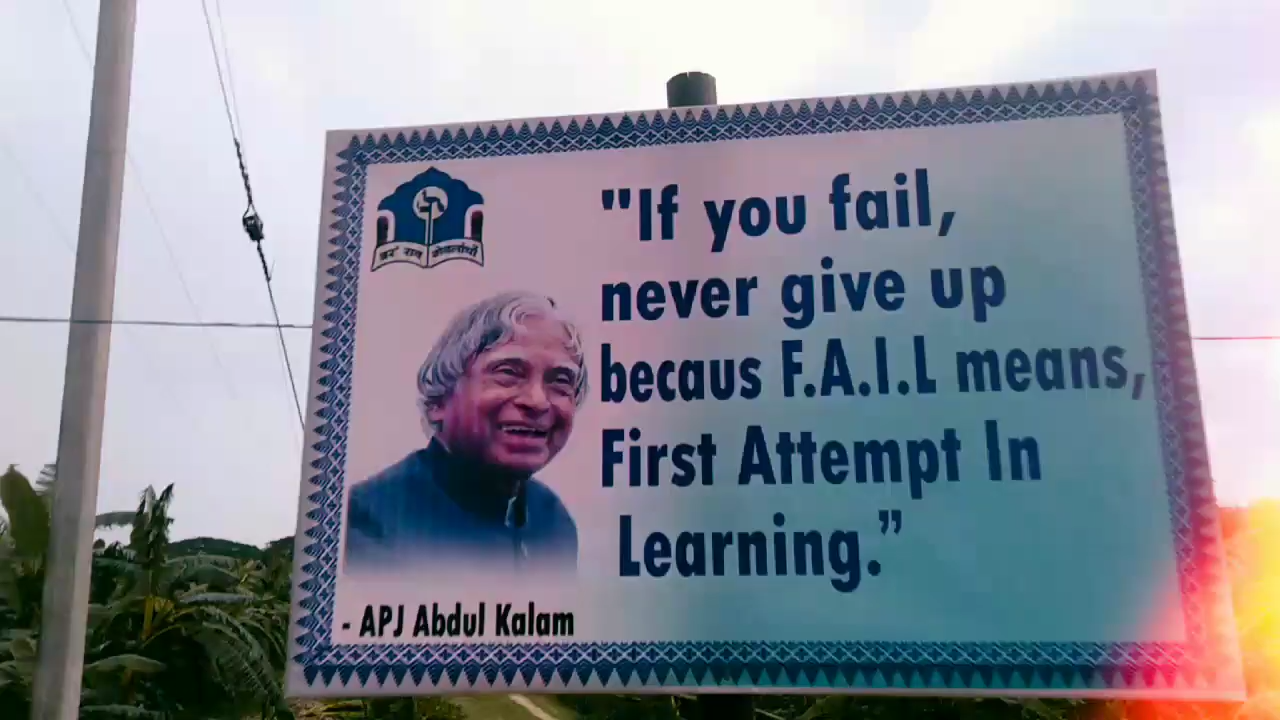 "If you fail,
never give up
becaus F.A.I.L means,
First Attempt In
Learning.”
- APJ Abdul Kalam